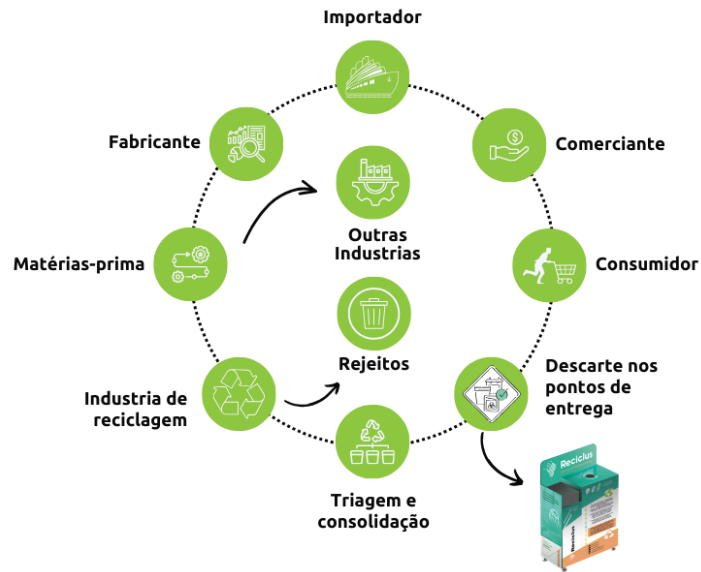 Importador
Fabricante
Comerciante
Outras
Industrias
Matérias-prima
Consumidor
Rejeitos
Descarte nos
pontos de
entrega
Industria de
reciclagem
Triagem e
consolidação
Reciclus
Reciclus